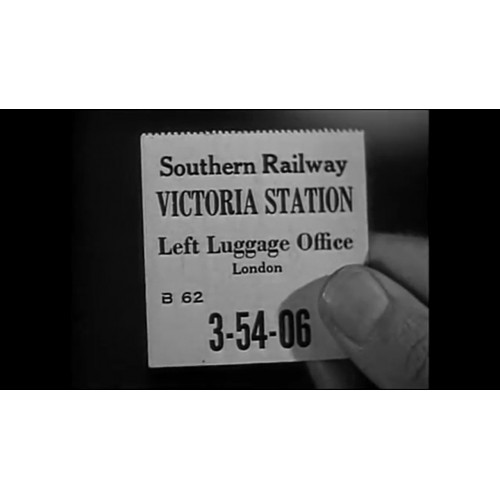 Southern Railway
VICTORIA STATION
Left Luggage Office
London
B 62
3-54-06